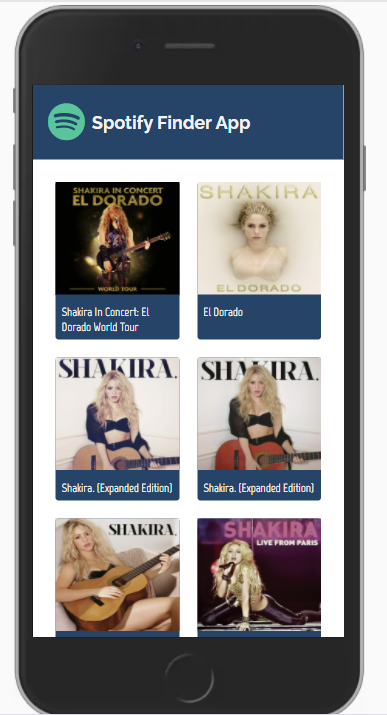 Spotify Finder App
SHAKIRA IN CONCERT
EL DORADO
WORLD TOUR
SHAKIRA
EL DORADO
Shakira In Concert: El
Dorado World Tour
El Dorado
SHAKIRA.
SHAKIRA.
Shakira. (Expanded Edition)
Shakira. (Expanded Edition)
SHAKIRA.
SHAKIRA
LIVE FROM PARIS